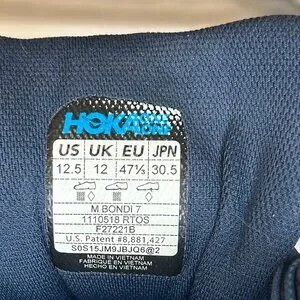 HOKA ONE ONE
US UK EU JPN
12.5 12 47⅓ 30.5
M BONDI 7
1110518 RTOS
F27221B
U.S. Patent #8,881,427
S0S15JM9JBJQ6@2
MADE IN VIETNAM
FABRIQUÉ EN VIETNAM
HECHO EN VIETNAM